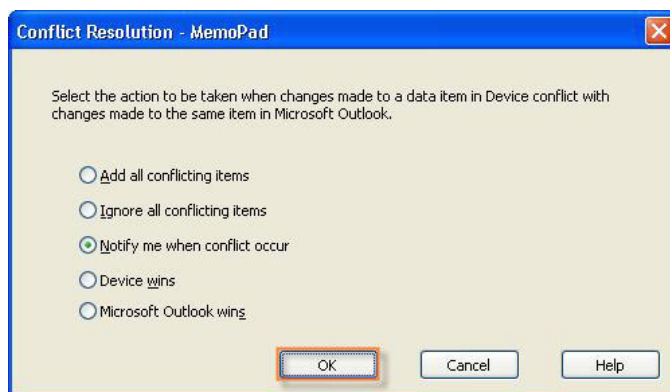 Conflict Resolution - MemoPad
Select the action to be taken when changes made to a data item in Device conflict with
changes made to the same item in Microsoft Outlook.
Add all conflicting items
Ignore all conflicting items
Notify me when conflict occur
Device wins
Microsoft Outlook wins
OK Cancel Help